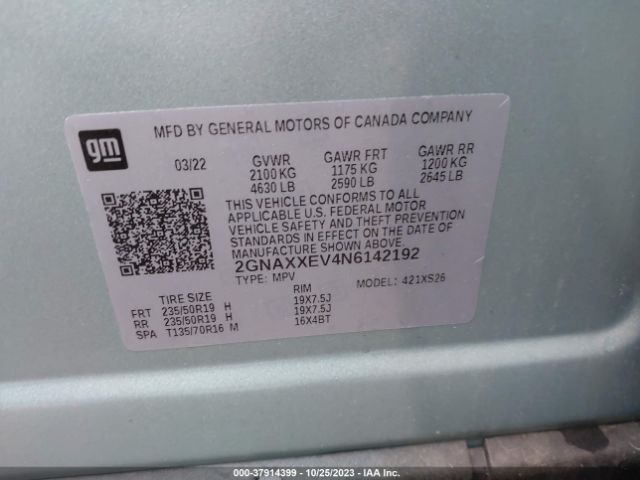 gm
MFD BY GENERAL MOTORS OF CANADA COMPANY
03/22 GVWR GAWR FRT GAWR RR
2100 KG 1175 KG 1200 KG
4630 LB 2590 LB 2645 LB
THIS VEHICLE CONFORMS TO ALL
APPLICABLE U.S. FEDERAL MOTOR
VEHICLE SAFETY AND THEFT PREVENTION
STANDARDS IN EFFECT ON THE DATE OF
MANUFACTURE SHOWN ABOVE.
2GNAXXEV4N6142192
TYPE: MPV MODEL: 421XS26
TIRE SIZE RIM
FRT 235/50R19 H 19X7.5J
RR 235/50R19 H 19X7.5J
SPA T135/70R16 M 16X4BT
000-37914399 - 10/25/2023 - IAA Inc.